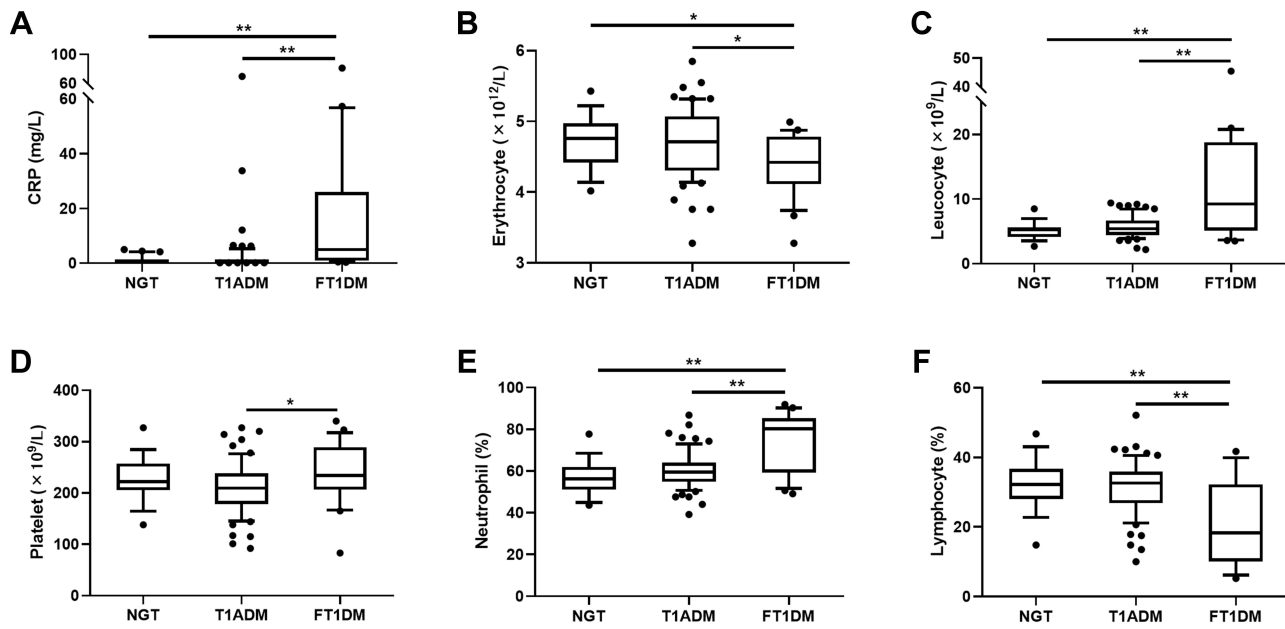 A
**
**
CRP (mg/L)
100
60
60
40
20
0
NGT T1ADM FT1DM
B
*
*
Erythrocyte (×10¹²/L)
6
5
4
3
NGT T1ADM FT1DM
C
**
**
Leucocyte (×10⁹/L)
50
40
20
10
0
NGT T1ADM FT1DM
D
*
Platelet (×10⁹/L)
400
300
200
100
0
NGT T1ADM FT1DM
E
**
**
Neutrophil (%)
100
80
60
40
20
0
NGT T1ADM FT1DM
F
**
**
Lymphocyte (%)
60
40
20
0
NGT T1ADM FT1DM